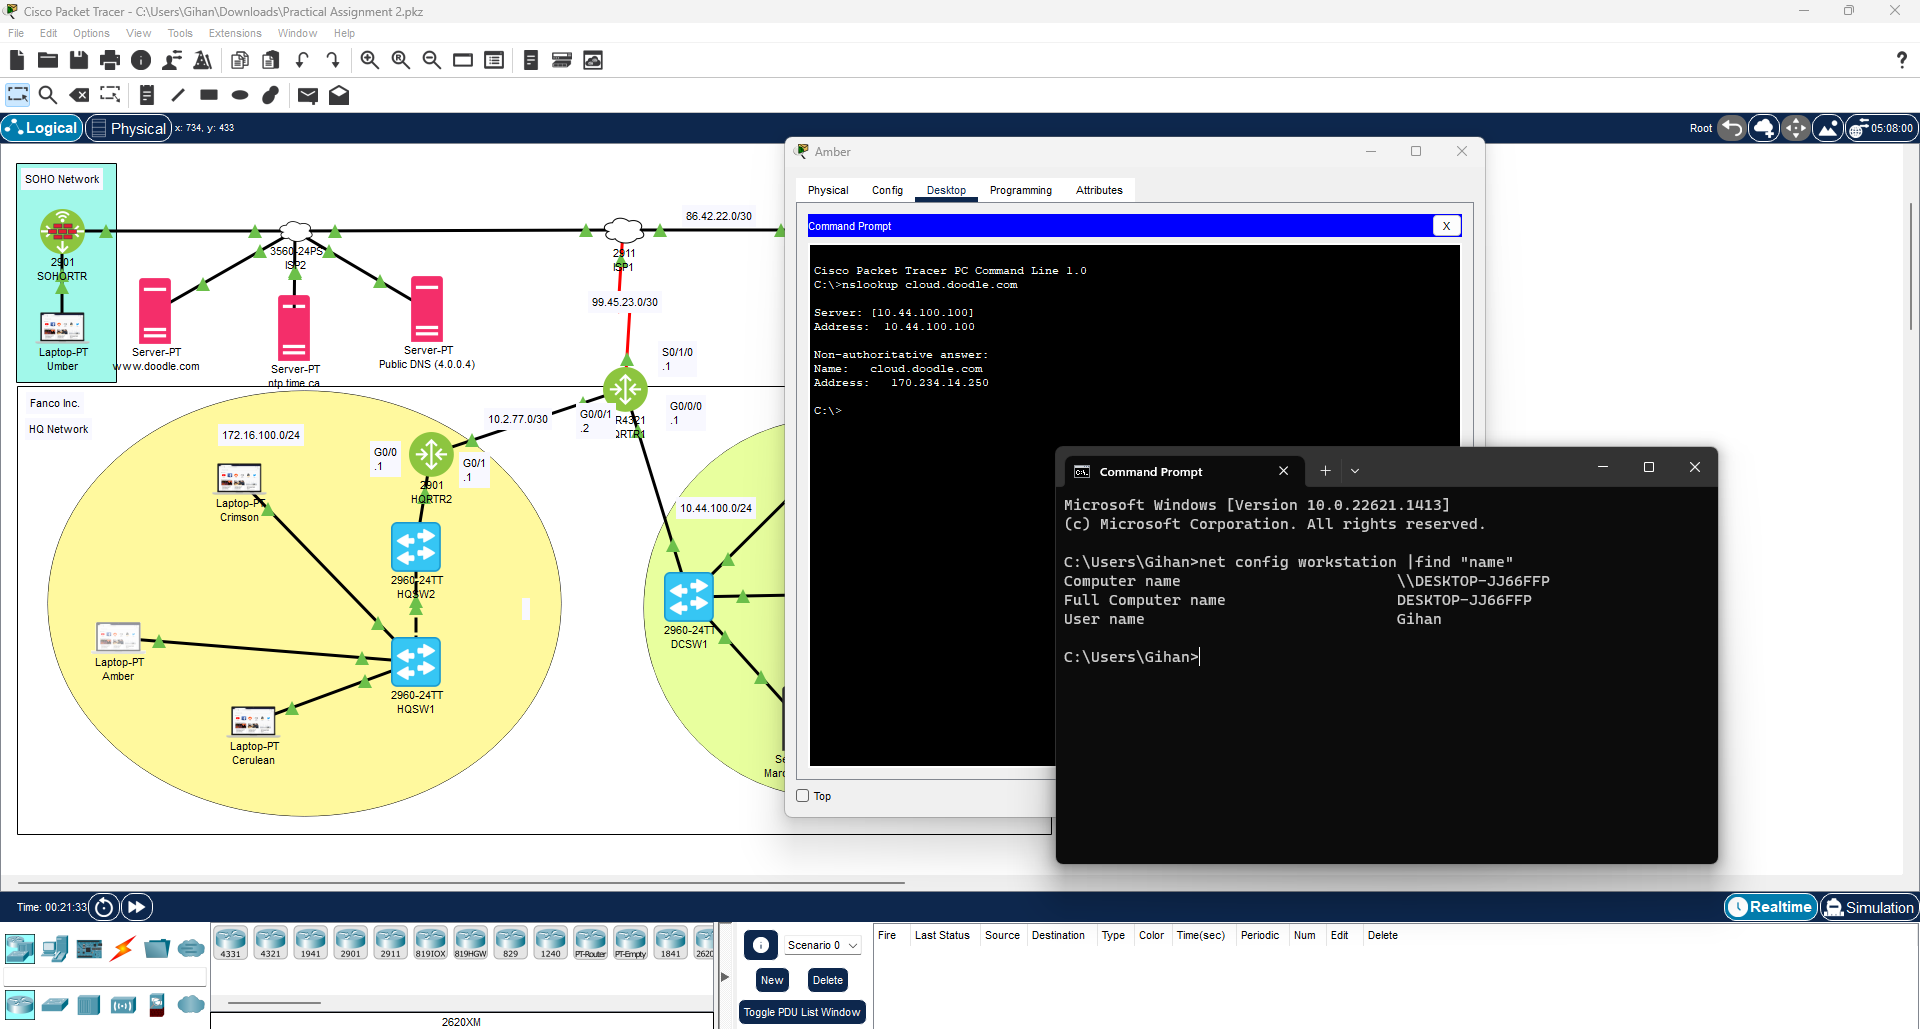 Cisco Packet Tracer - C:\Users\Gihan\Downloads\Practical Assignment 2.pkz
File Edit Options View Tools Extensions Window Help
?
Logical Physical x: 734, y: 433
Root 05:08:00
SOHO Network
2901
SOHORTR
Laptop-PT
Umber
Server-PT
www.doodle.com
3560-24PS
ISP2
Server-PT
ntp.time.ca
Server-PT
Public DNS (4.0.0.4)
2911
ISP1
86.42.22.0/30
99.45.23.0/30
S0/1/0
.1
G0/0/1
.2
G0/0/0
.1
Fanco Inc.
HQ Network
172.16.100.0/24
10.2.77.0/30
G0/0
.1
G0/1
.1
2901
HQRTR2
Laptop-PT
Crimson
2960-24TT
HQSW2
Laptop-PT
Amber
2960-24TT
HQSW1
Laptop-PT
Cerulean
10.44.100.0/24
2960-24TT
DCSW1
Amber
Physical Config Desktop Programming Attributes
Command Prompt
X
Cisco Packet Tracer PC Command Line 1.0
C:\>nslookup cloud.doodle.com
Server: [10.44.100.100]
Address: 10.44.100.100
Non-authoritative answer:
Name: cloud.doodle.com
Address: 170.234.14.250
C:\>
Top
Command Prompt
Microsoft Windows [Version 10.0.22621.1413]
(c) Microsoft Corporation. All rights reserved.
C:\Users\Gihan>net config workstation |find "name"
Computer name \\DESKTOP-JJ66FFP
Full Computer name DESKTOP-JJ66FFP
User name Gihan
C:\Users\Gihan>
Time: 00:21:33
Realtime Simulation
4331 4321 1941 2901 2911 819IOX 819HGW 829 1240 PT-Router PT-Empty 1841
2620XM
Scenario 0
New Delete
Toggle PDU List Window
Fire Last Status Source Destination Type Color Time(sec) Periodic Num Edit Delete